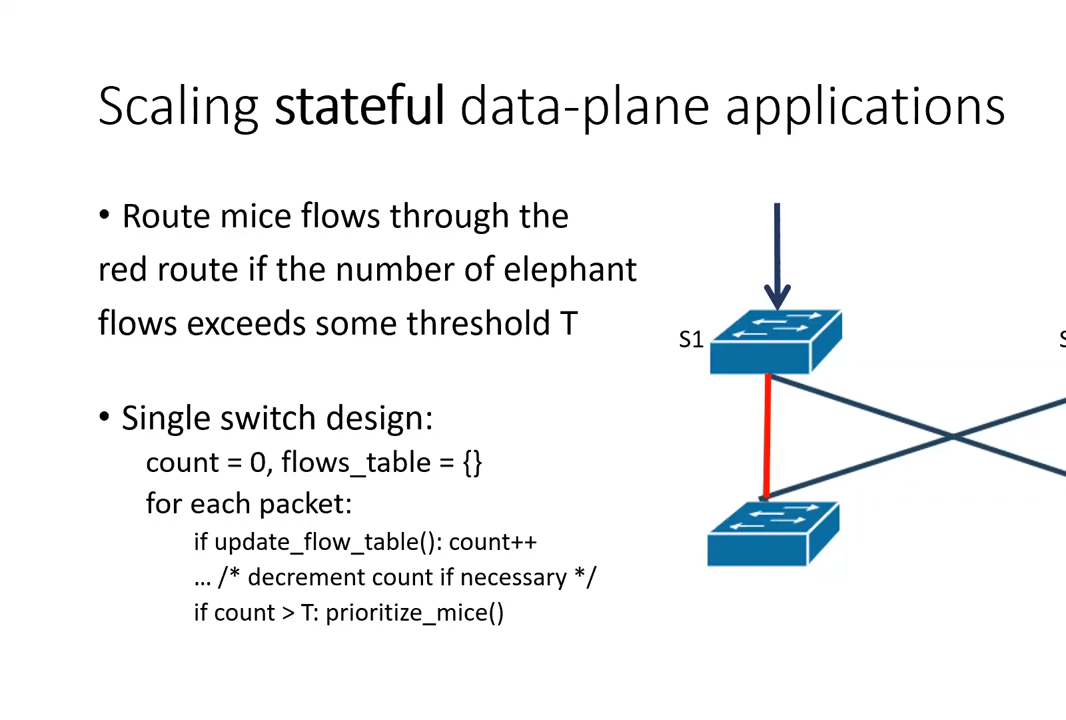 Scaling stateful data-plane applications
• Route mice flows through the
red route if the number of elephant
flows exceeds some threshold T
S1
S
• Single switch design:
count = 0, flows_table = {}
for each packet:
if update_flow_table(): count++
... /* decrement count if necessary */
if count > T: prioritize_mice()